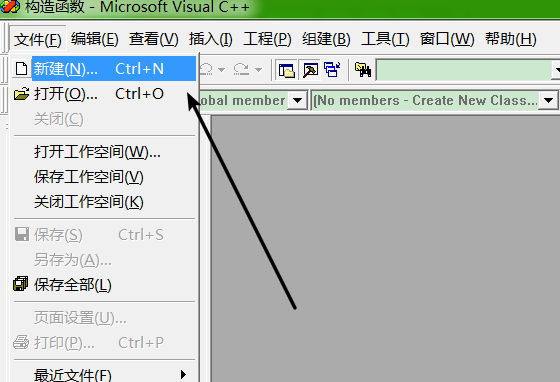 构造函数 - Microsoft Visual C++
文件(F) 编辑(E) 查看(V) 插入(I) 工程(P) 组建(B) 工具(T) 窗口(W) 帮助(H)
新建(N)... Ctrl+N
打开(O)... Ctrl+O
lobal member (No members - Create New Class...
关闭(C)
打开工作空间(W)...
保存工作空间(V)
关闭工作空间(K)
保存(S) Ctrl+S
另存为(A)...
保存全部(L)
页面设置(U)...
打印(P)... Ctrl+P
最近文件(F)